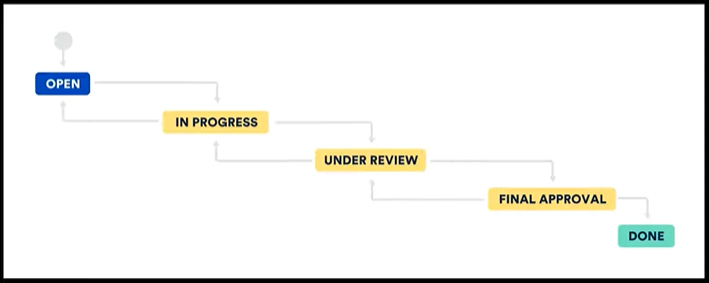 OPEN
IN PROGRESS
UNDER REVIEW
FINAL APPROVAL
DONE